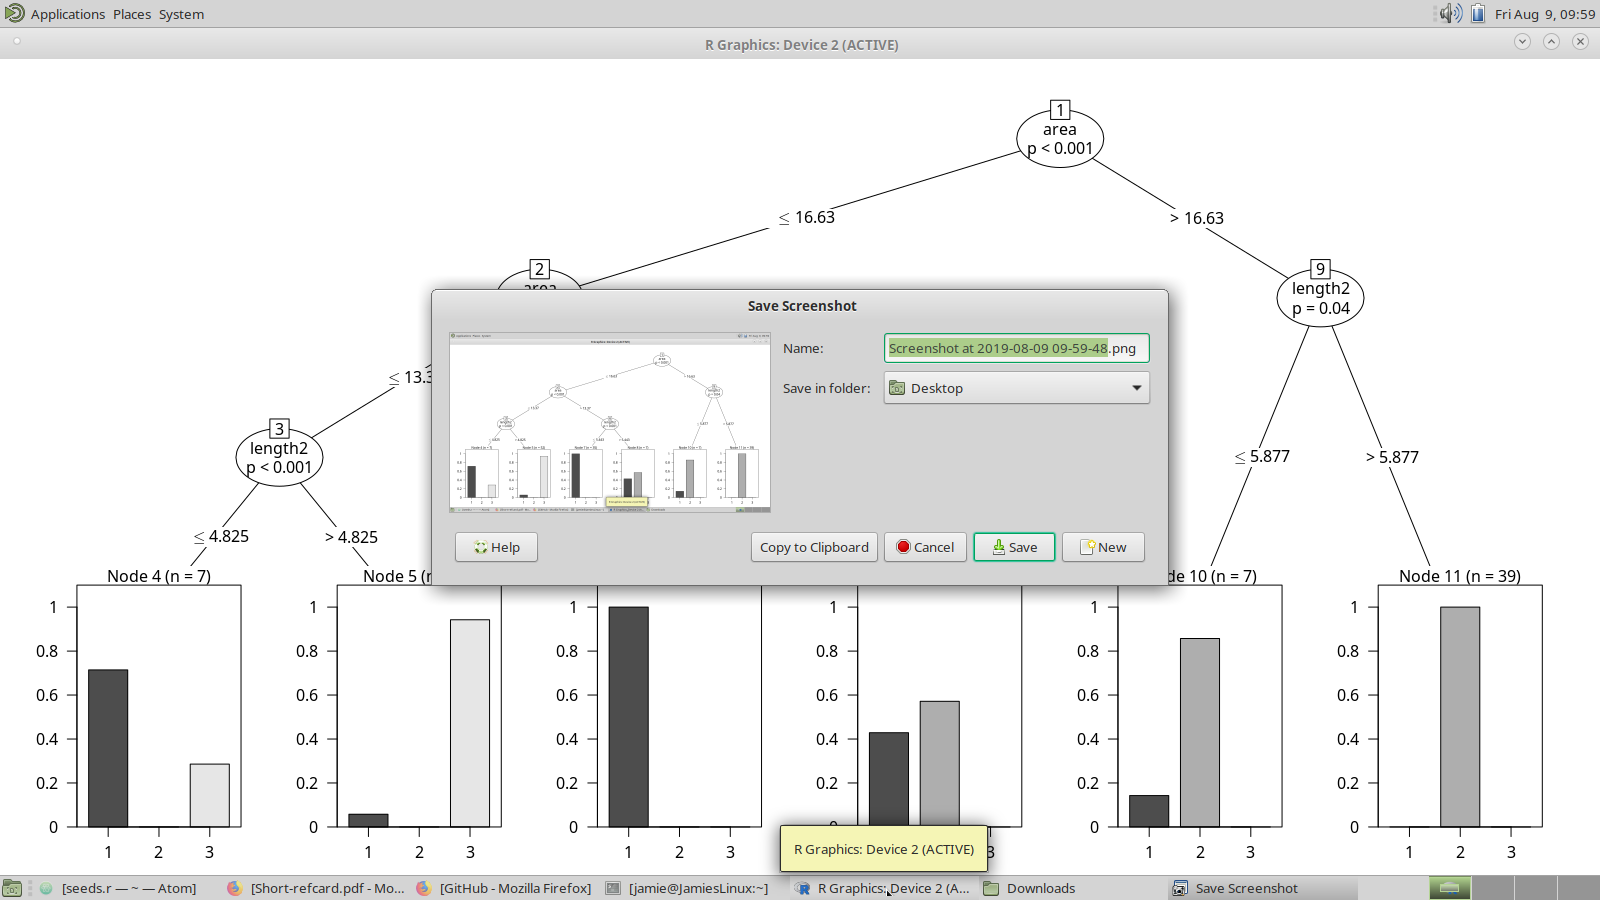 Applications Places System
Fri Aug 9, 09:59
R Graphics: Device 2 (ACTIVE)
1
area
p < 0.001
≤ 16.63
> 16.63
2
9
length2
p = 0.04
≤ 13.3
3
length2
p < 0.001
≤ 4.825
> 4.825
≤ 5.877
> 5.877
Save Screenshot
Name:
Screenshot at 2019-08-09 09-59-48.png
Save in folder:
Desktop
Help
Copy to Clipboard
Cancel
Save
New
Node 4 (n = 7)
1
0.8
0.6
0.4
0.2
0
1 2 3
Node 5 (n
1
0.8
0.6
0.4
0.2
0
1 2 3
1
0.8
0.6
0.4
0.2
0
1 2 3
1
0.8
0.6
0.4
0.2
0
3
de 10 (n = 7)
1
0.8
0.6
0.4
0.2
0
1 2 3
Node 11 (n = 39)
1
0.8
0.6
0.4
0.2
0
1 2 3
R Graphics: Device 2 (ACTIVE)
[seeds.r — ~ — Atom]
[Short-refcard.pdf - Mo...
[GitHub - Mozilla Firefox]
[jamie@JamiesLinux:~]
R Graphics: Device 2 (A...
Downloads
Save Screenshot